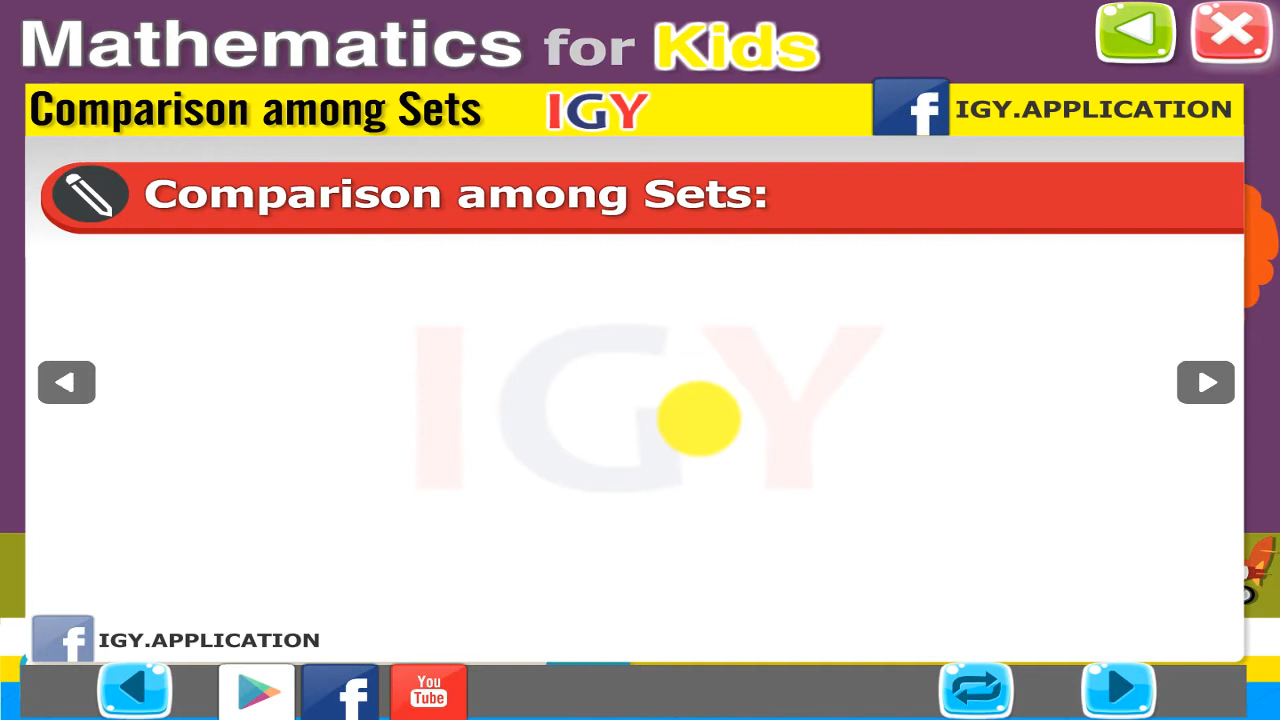 Mathematics for Kids
Comparison among Sets IGY IGY.APPLICATION
Comparison among Sets:
IGY
IGY.APPLICATION
You
Tube